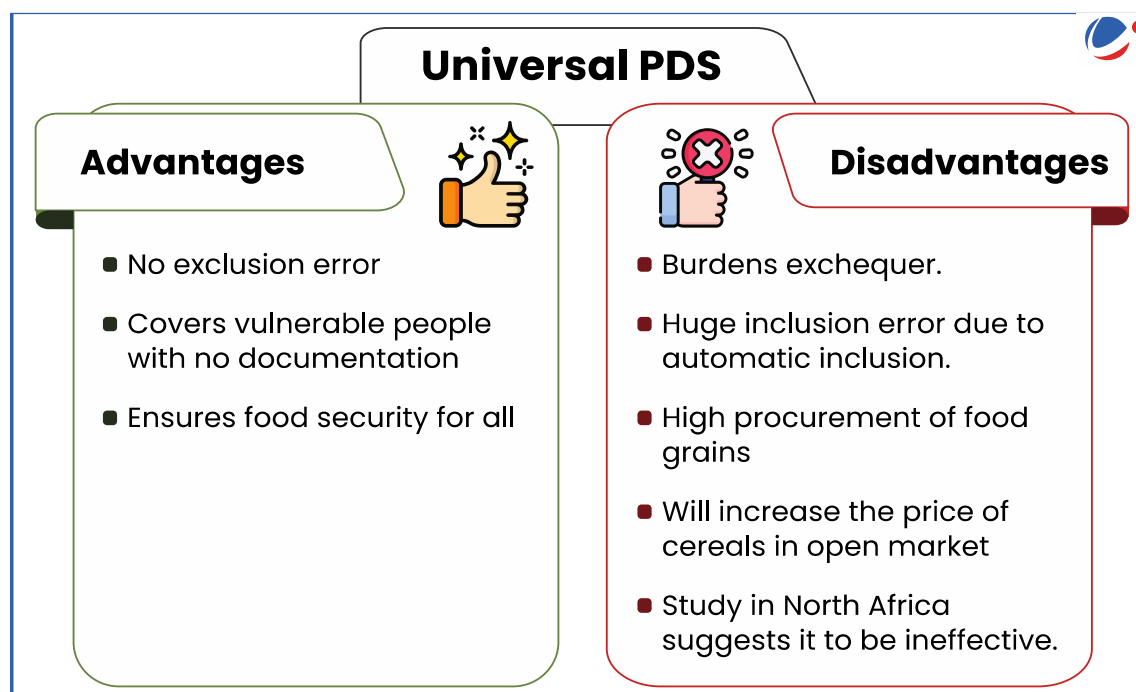 Universal PDS
Advantages
No exclusion error
Covers vulnerable people
with no documentation
Ensures food security for all
Disadvantages
Burdens exchequer.
Huge inclusion error due to
automatic inclusion.
High procurement of food
grains
Will increase the price of
cereals in open market
Study in North Africa
suggests it to be ineffective.